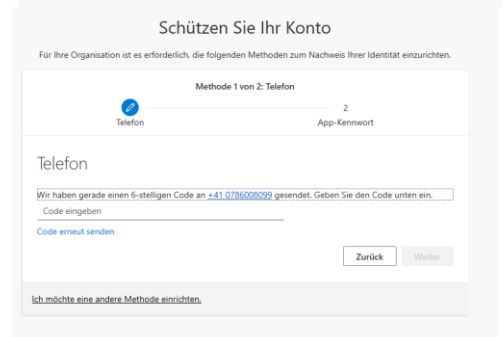 Schützen Sie Ihr Konto
Für Ihre Organisation ist es erforderlich, die folgenden Methoden zum Nachweis Ihrer Identität einzurichten.
Methode 1 von 2: Telefon
2
Telefon
App-Kennwort
Telefon
Wir haben gerade einen 6-stelligen Code an +41 0786008099 gesendet. Geben Sie den Code unten ein.
Code eingeben
Code erneut senden
Zurück
Weiter
Ich möchte eine andere Methode einrichten.